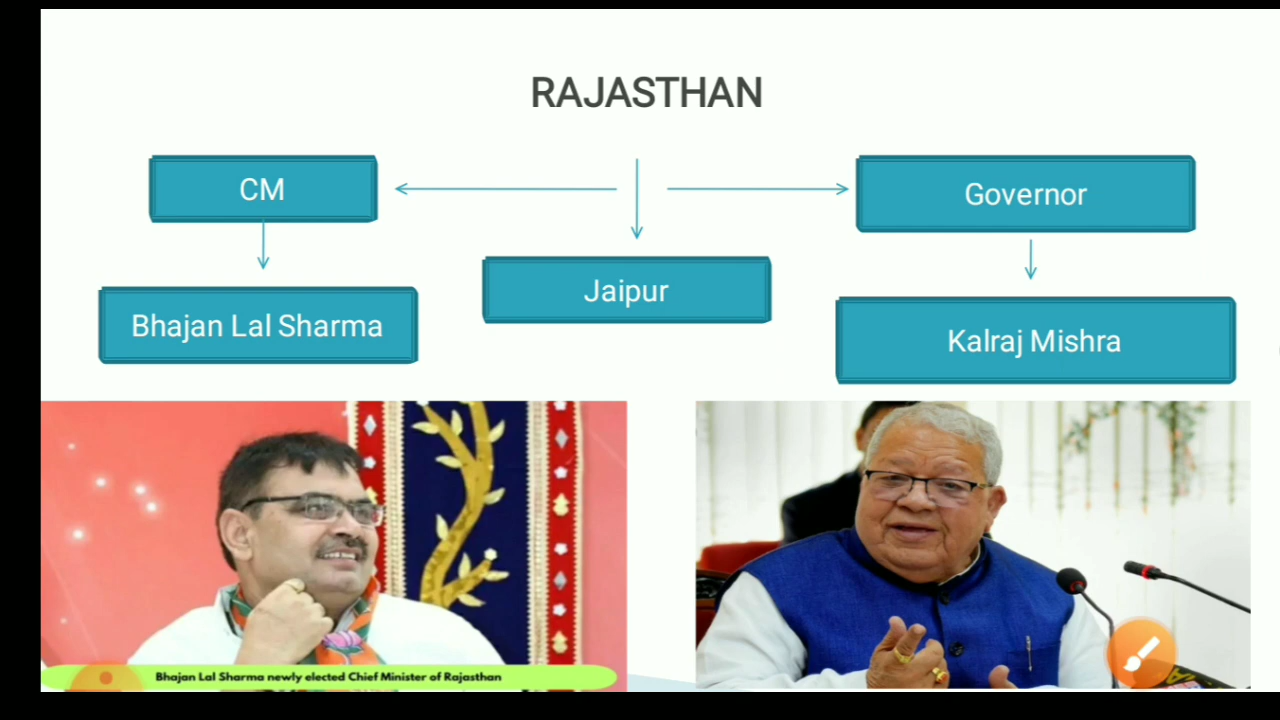 RAJASTHAN
CM
Governor
Jaipur
Bhajan Lal Sharma
Kalraj Mishra
Bhajan Lal Sharma newly elected Chief Minister of Rajasthan